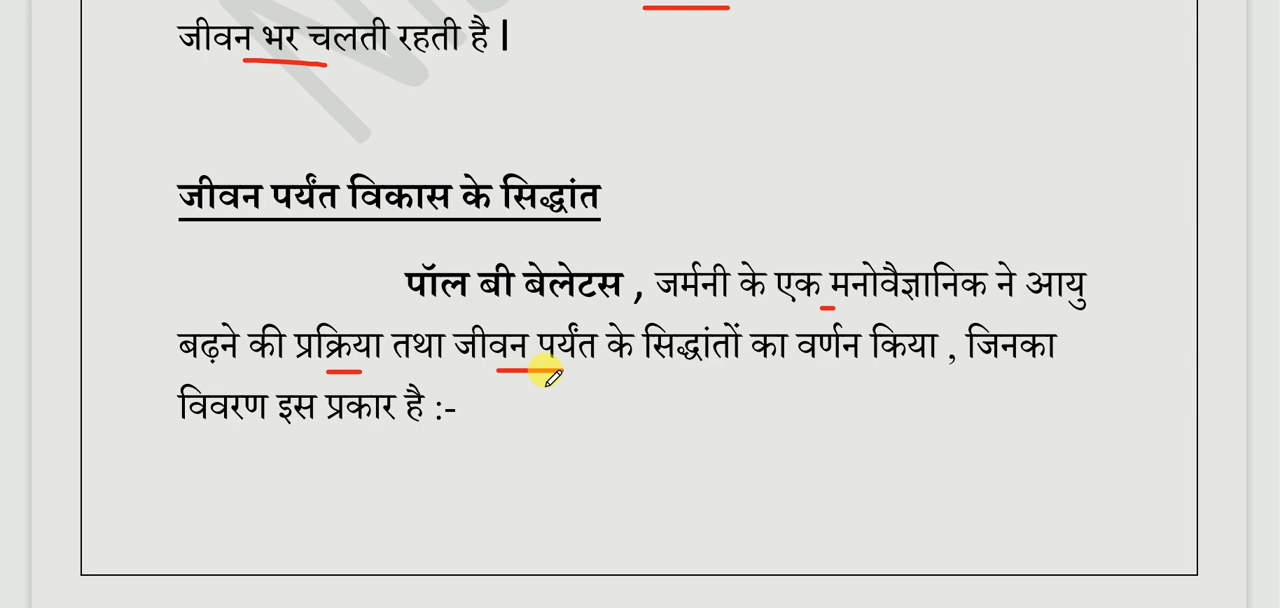 जीवन भर चलती रहती है l
जीवन पर्यंत विकास के सिद्धांत
पॉल बी बेलेटस , जर्मनी के एक मनोवैज्ञानिक ने आयु
बढ़ने की प्रक्रिया तथा जीवन पर्यंत के सिद्धांतों का वर्णन किया , जिनका
विवरण इस प्रकार है :-